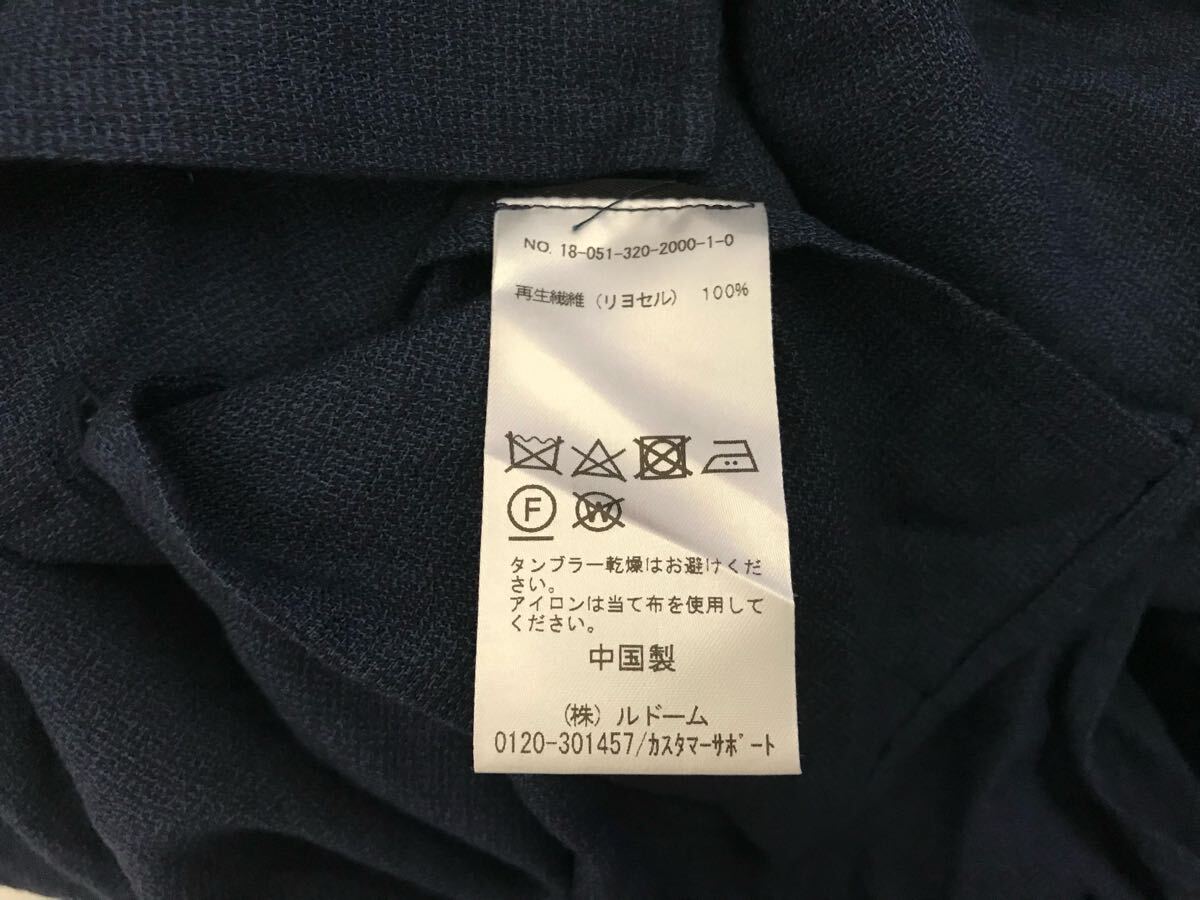 NO. 18-051-320-2000-1-0
再生繊維 (リヨセル) 100%
F W
タンブラー乾燥はお避けくだ
さい。
アイロンは当て布を使用して
ください。
中国製
(株) ルドーム
0120-301457/カスタマーサポート